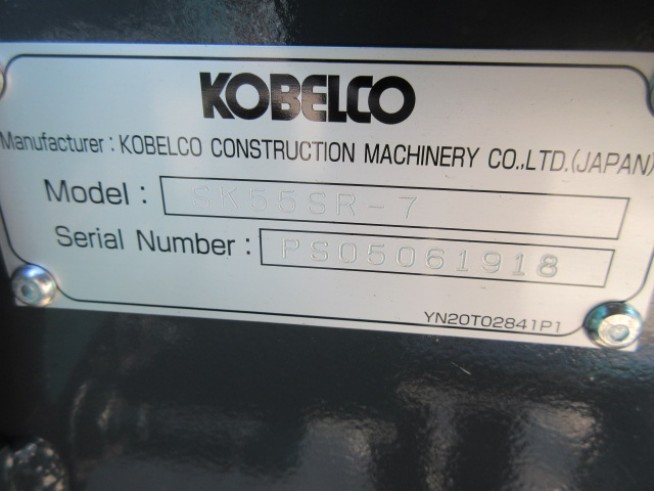 KOBELCO
Manufacturer : KOBELCO CONSTRUCTION MACHINERY CO.,LTD.(JAPAN)
Model : SK55SR-7
Serial Number : PS05061918
YN20T02841P1